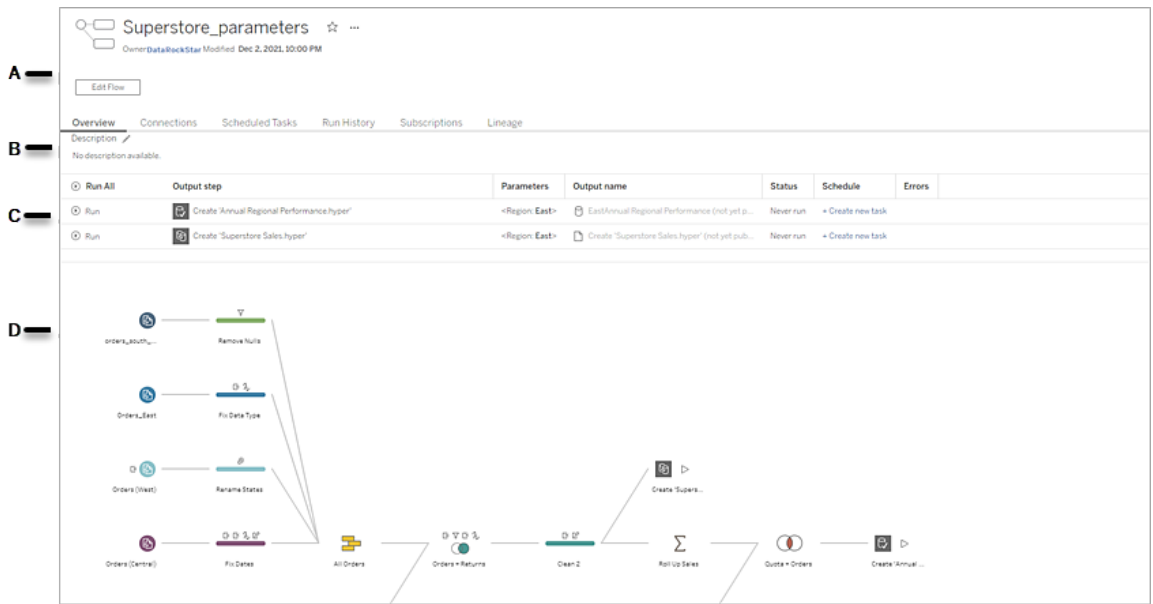 Superstore_parameters
Owner DataRockStar Modified Dec 2, 2021, 10:00 PM
A
Edit Flow
Overview Connections Scheduled Tasks Run History Subscriptions Lineage
Description
B
No description available.
Run All Output step Parameters Output name Status Schedule Errors
C
Run Create 'Annual Regional Performance.hyper' <Region: East> EastAnnual Regional Performance (not yet p... Never run + Create new task
Run Create 'Superstore Sales.hyper' <Region: East> Create 'Superstore Sales.hyper' (not yet pub... Never run + Create new task
D
orders_south_... Remove Nulls
Orders_East Fix Data Type
Orders (West) Rename States
Create 'Supers...
Orders (Central) Fix Dates All Orders Orders + Returns Clean 2 Roll Up Sales Quota + Orders Create 'Annual ...